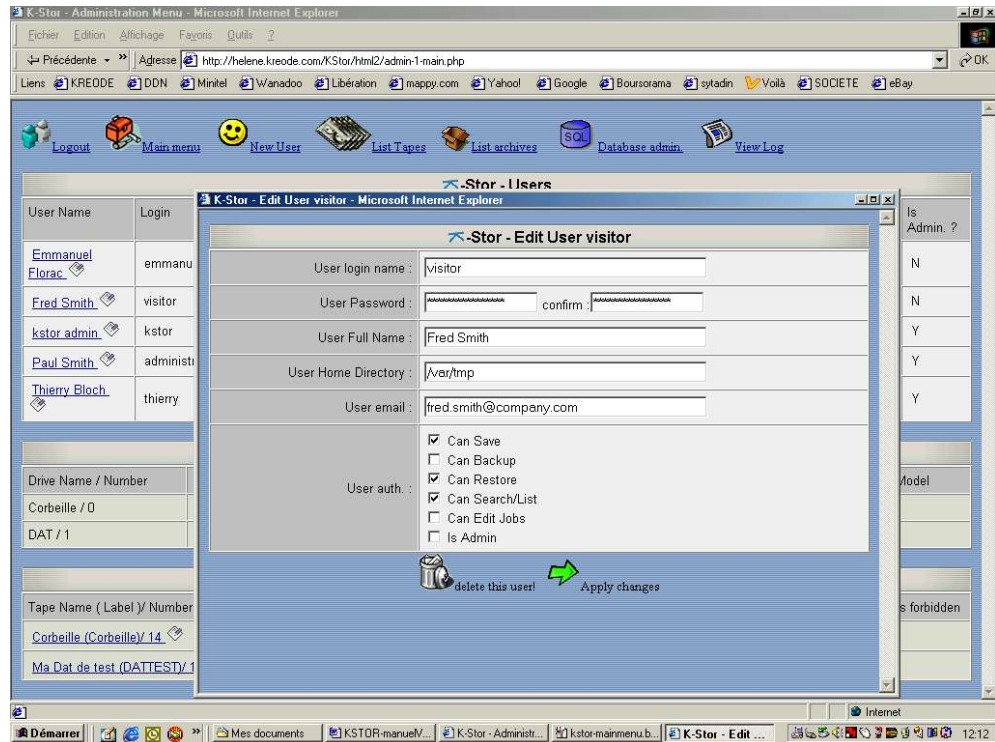 K-Stor - Administration Menu - Microsoft Internet Explorer
Fichier Edition Affichage Favoris Outils ?
Précédente » Adresse http://helene.kreode.com/KStor/html2/admin-1-main.php OK
Liens KREODE DDN Minitel Wanadoo Libération mappy.com Yahoo! Google Boursorama sytadin Voilà SOCIETE eBay
Logout Main menu New User List Tapes List archives SQL Database admin. View Log
-Stor - Users
User Name Login Is Admin. ?
Emmanuel Florac emmanu N
Fred Smith visitor N
kstor admin kstor Y
Paul Smith administr Y
Thierry Bloch thierry Y
K-Stor - Edit User visitor - Microsoft Internet Explorer
-Stor - Edit User visitor
User login name : visitor
User Password : **************** confirm : ****************
User Full Name : Fred Smith
User Home Directory : /var/tmp
User email : fred.smith@company.com
User auth. :
Can Save
Can Backup
Can Restore
Can Search/List
Can Edit Jobs
Is Admin
delete this user! Apply changes
Drive Name / Number Model
Corbeille / 0
DAT / 1
Tape Name ( Label )/ Number s forbidden
Corbeille (Corbeille)/ 14
Ma Dat de test (DATTEST)/ 1
Internet
Démarrer » Mes documents KSTOR-manuelV... K-Stor - Administr... kstor-mainmenu.b... K-Stor - Edit ... 12:12